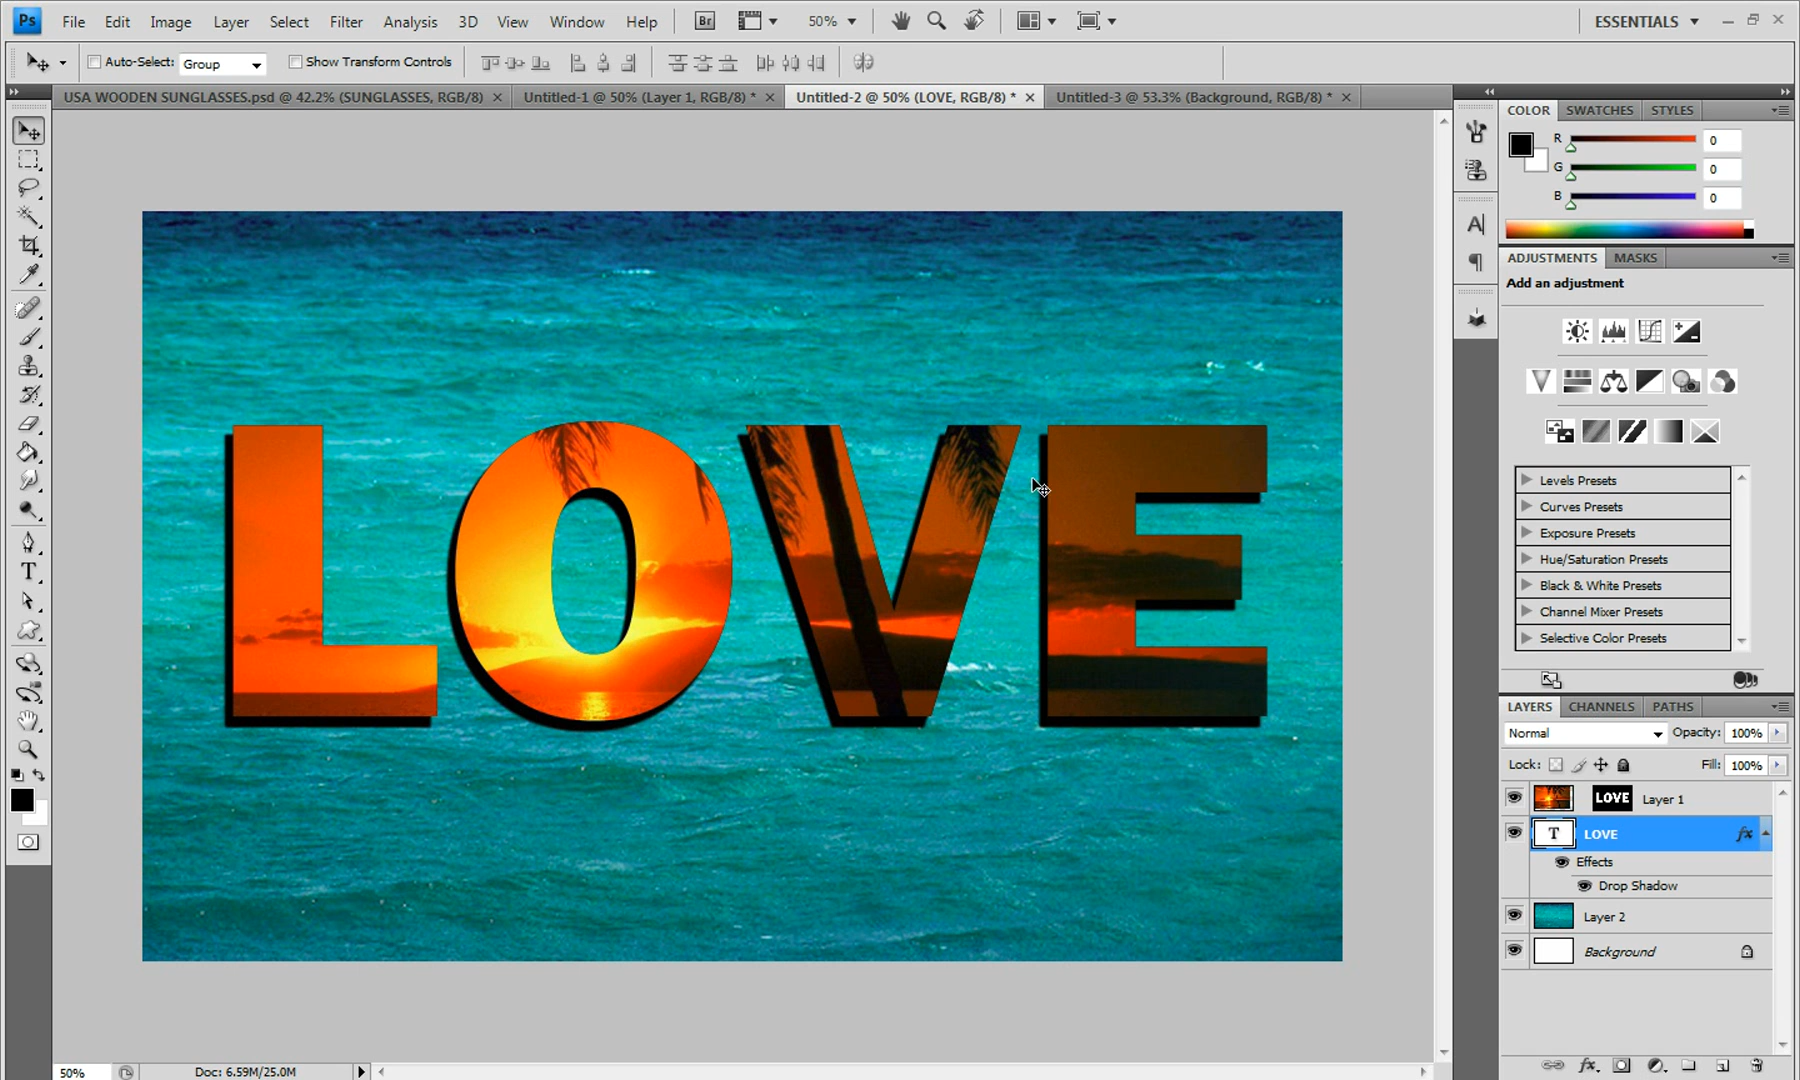 Ps File Edit Image Layer Select Filter Analysis 3D View Window Help Br 50% ESSENTIALS
Auto-Select: Group Show Transform Controls
USA WOODEN SUNGLASSES.psd @ 42.2% (SUNGLASSES, RGB/8) Untitled-1 @ 50% (Layer 1, RGB/8) * Untitled-2 @ 50% (LOVE, RGB/8) * Untitled-3 @ 53.3% (Background, RGB/8) *
COLOR SWATCHES STYLES
R 0
G 0
B 0
ADJUSTMENTS MASKS
Add an adjustment
Levels Presets
Curves Presets
Exposure Presets
Hue/Saturation Presets
Black & White Presets
Channel Mixer Presets
Selective Color Presets
LOVE
LAYERS CHANNELS PATHS
Normal Opacity: 100%
Lock: Fill: 100%
LOVE Layer 1
T LOVE fx
Effects
Drop Shadow
Layer 2
Background
50% Doc: 6.59M/25.0M